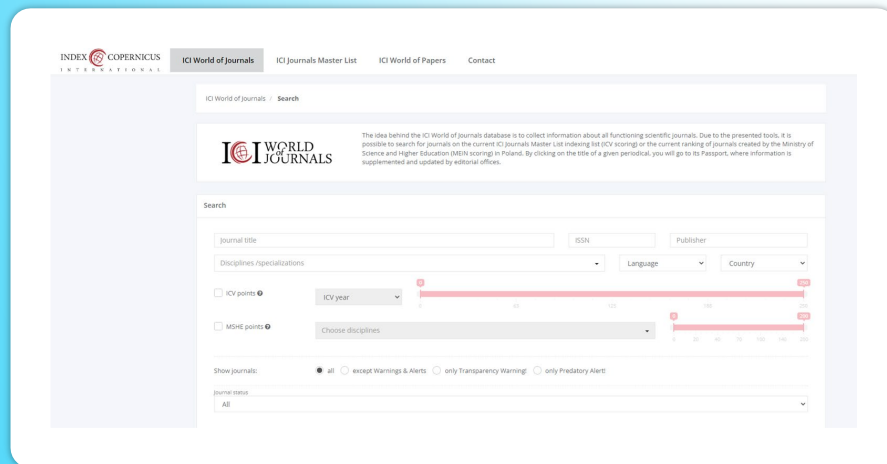 INDEX COPERNICUS
INTERNATIONAL
ICI World of Journals
ICI Journals Master List
ICI World of Papers
Contact
ICI World of Journals / Search
ICI WORLD
of
JOURNALS
The idea behind the ICI World of Journals database is to collect information about all functioning scientific journals. Due to the presented tools, it is
possible to search for journals on the current ICI Journals Master List indexing list (ICV scoring) or the current ranking of journals created by the Ministry of
Science and Higher Education (MEIN scoring) in Poland. By clicking on the title of a given periodical, you will go to its Passport, where information is
supplemented and updated by editorial offices.
Search
Journal title
ISSN
Publisher
Disciplines /specializations
Language
Country
ICV points
ICV year
0
MSHE points
Choose disciplines
0
Show journals:
all
except Warnings & Alerts
only Transparency Warning!
only Predatory Alert!
Journal status
All